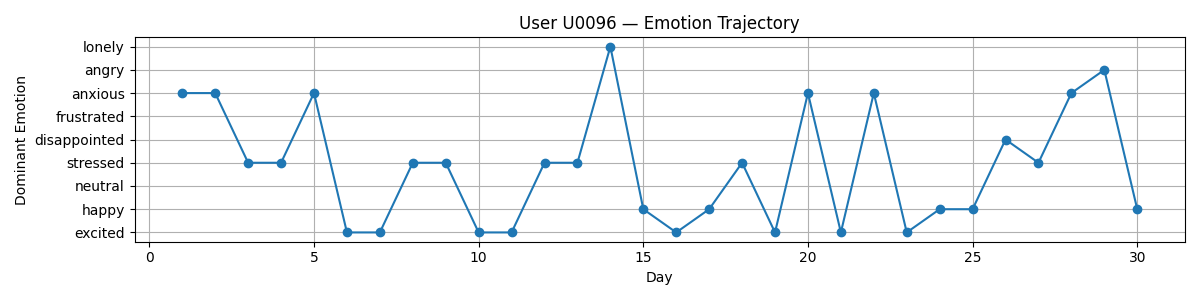 User U0096 — Emotion Trajectory
Dominant Emotion
lonely
angry
anxious
frustrated
disappointed
stressed
neutral
happy
excited
0 5 10 15 20 25 30
Day